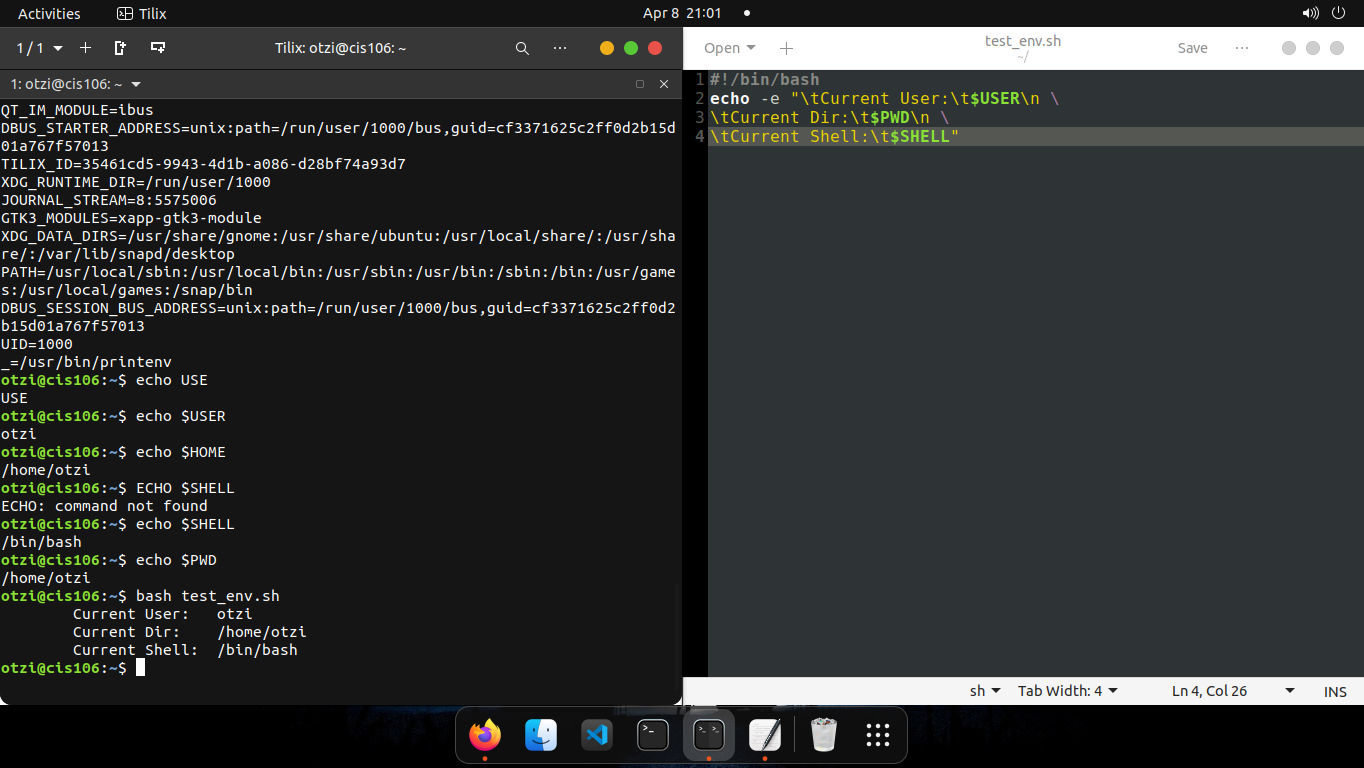 Activities Tilix Apr 8 21:01
1 / 1 Tilix: otzi@cis106: ~
1: otzi@cis106: ~
QT_IM_MODULE=ibus
DBUS_STARTER_ADDRESS=unix:path=/run/user/1000/bus,guid=cf3371625c2ff0d2b15d
01a767f57013
TILIX_ID=35461cd5-9943-4d1b-a086-d28bf74a93d7
XDG_RUNTIME_DIR=/run/user/1000
JOURNAL_STREAM=8:5575006
GTK3_MODULES=xapp-gtk3-module
XDG_DATA_DIRS=/usr/share/gnome:/usr/share/ubuntu:/usr/local/share/:/usr/sha
re/:/var/lib/snapd/desktop
PATH=/usr/local/sbin:/usr/local/bin:/usr/sbin:/usr/bin:/sbin:/bin:/usr/game
s:/usr/local/games:/snap/bin
DBUS_SESSION_BUS_ADDRESS=unix:path=/run/user/1000/bus,guid=cf3371625c2ff0d2
b15d01a767f57013
UID=1000
_=/usr/bin/printenv
otzi@cis106:~$ echo USE
USE
otzi@cis106:~$ echo $USER
otzi
otzi@cis106:~$ echo $HOME
/home/otzi
otzi@cis106:~$ ECHO $SHELL
ECHO: command not found
otzi@cis106:~$ echo $SHELL
/bin/bash
otzi@cis106:~$ echo $PWD
/home/otzi
otzi@cis106:~$ bash test_env.sh
Current User: otzi
Current Dir: /home/otzi
Current Shell: /bin/bash
otzi@cis106:~$
Open test_env.sh Save
~/
1 #!/bin/bash
2 echo -e "\tCurrent User:\t$USER\n \
3 \tCurrent Dir:\t$PWD\n \
4 \tCurrent Shell:\t$SHELL"
sh Tab Width: 4 Ln 4, Col 26 INS